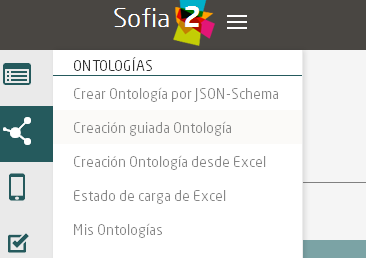 Sofia 2
ONTOLOGÍAS
Crear Ontología por JSON-Schema
Creación guiada Ontología
Creación Ontología desde Excel
Estado de carga de Excel
Mis Ontologías